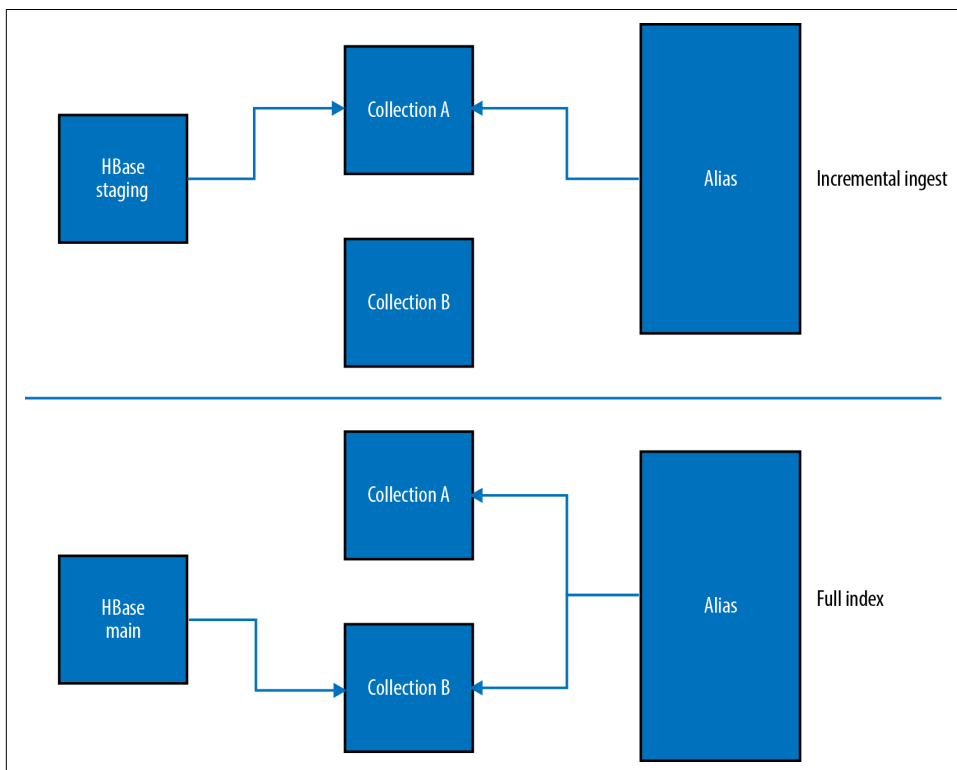 Collection A
HBase
staging
Alias
Incremental ingest
Collection B
Collection A
HBase
main
Alias
Full index
Collection B